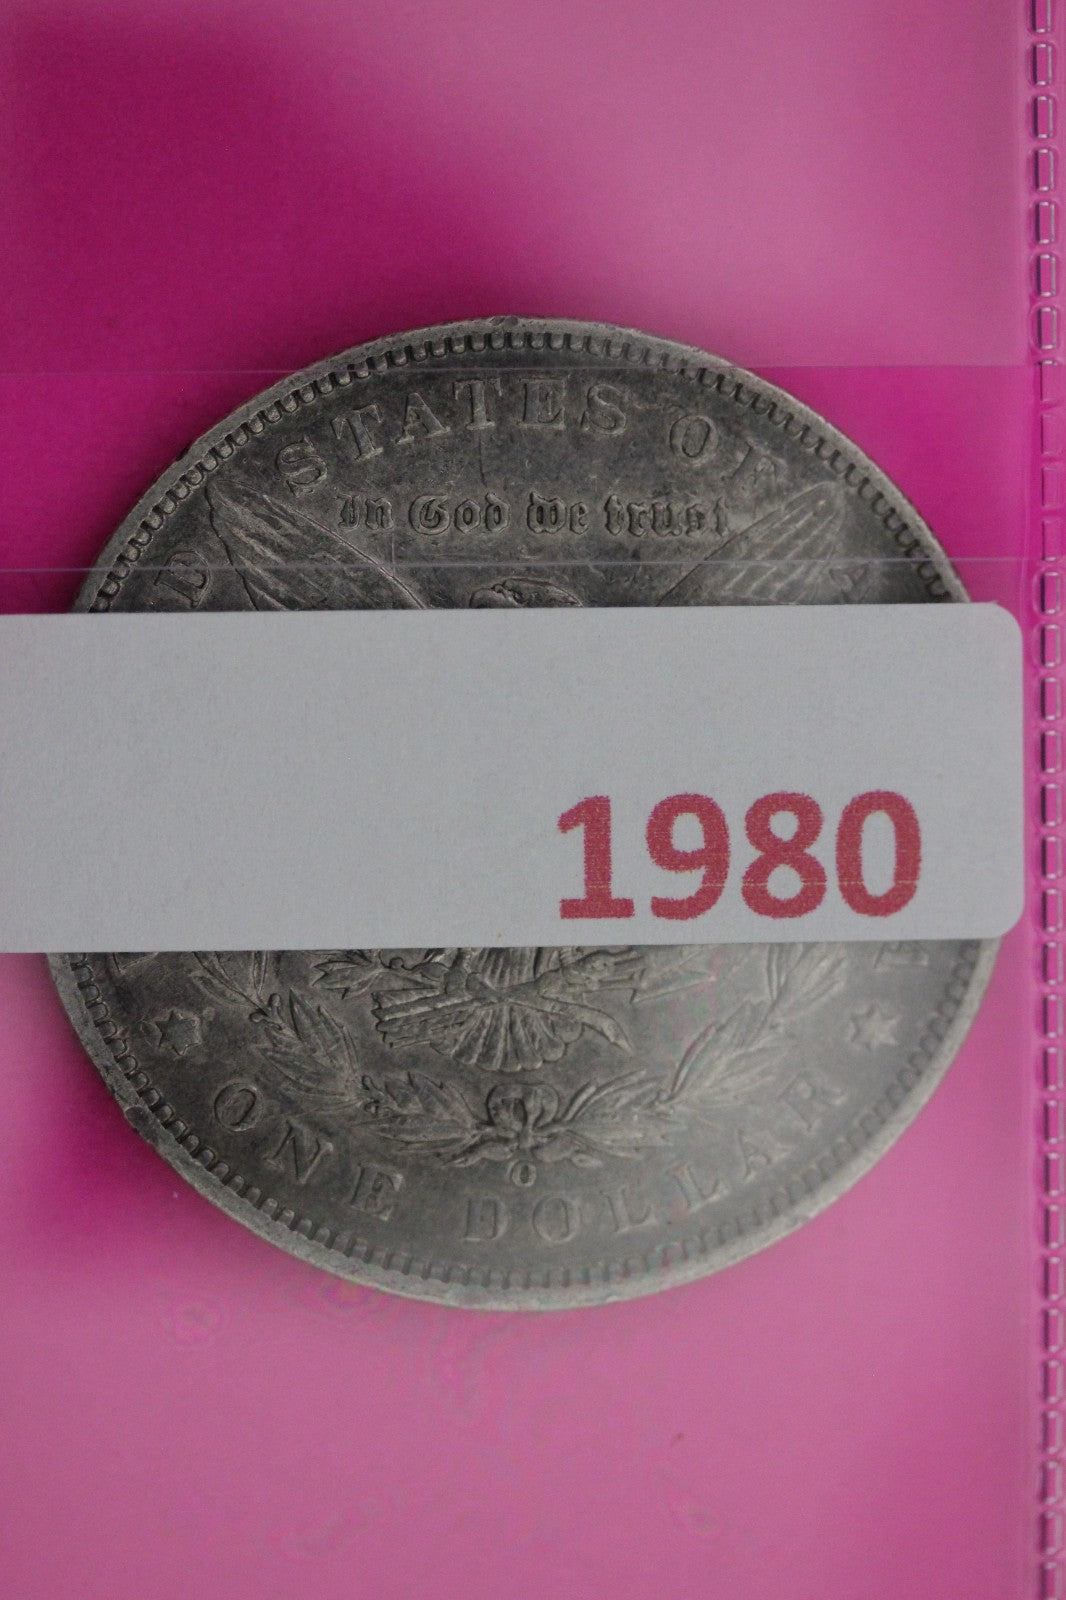 D STATES OF A
In God we trust
1980
O
ONE DOLLAR